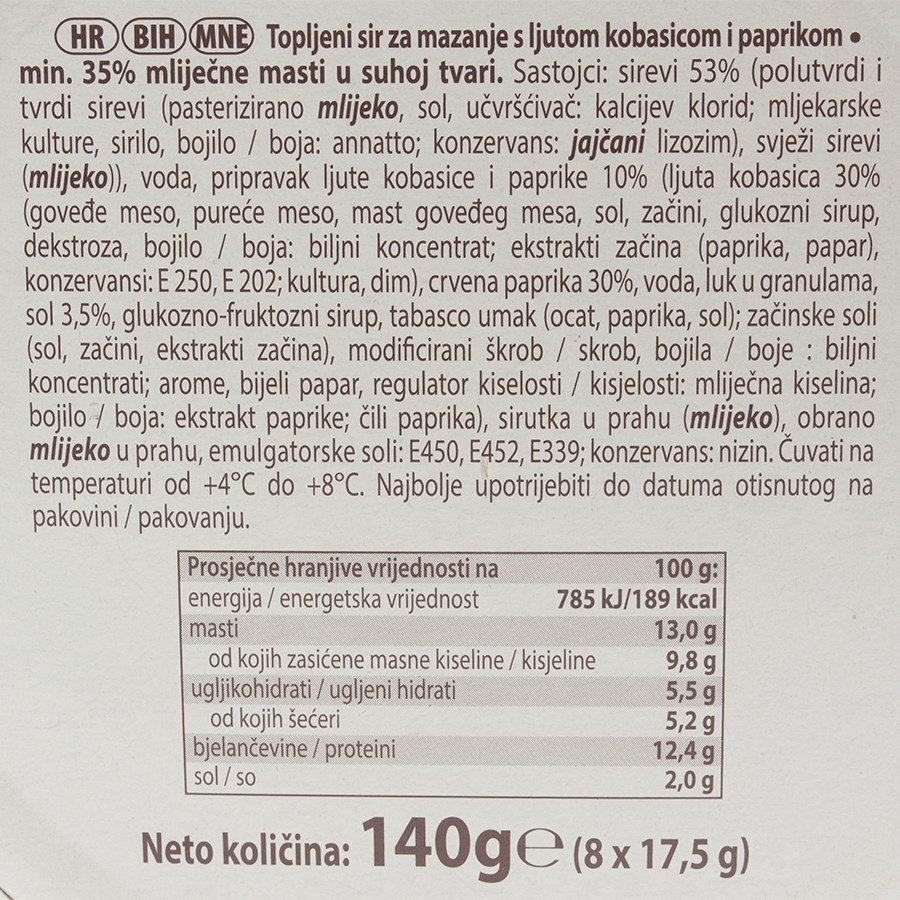 HR BIH MNE Topljeni sir za mazanje s ljutom kobasicom i paprikom •
min. 35% mliječne masti u suhoj tvari. Sastojci: sirevi 53% (polutvrdi i
tvrdi sirevi (pasterizirano mlijeko, sol, učvršćivač: kalcijev klorid; mljekarske
kulture, sirilo, bojilo / boja: annatto; konzervans: jajčani lizozim), svježi sirevi
(mlijeko)), voda, pripravak ljute kobasice i paprike 10% (ljuta kobasica 30%
(goveđe meso, pureće meso, mast goveđeg mesa, sol, začini, glukozni sirup,
dekstroza, bojilo / boja: biljni koncentrat; ekstrakti začina (paprika, papar),
konzervansi: E 250, E 202; kultura, dim), crvena paprika 30%, voda, luk u granulama,
sol 3,5%, glukozno-fruktozni sirup, tabasco umak (ocat, paprika, sol); začinske soli
(sol, začini, ekstrakti začina), modificirani škrob / skrob, bojila / boje : biljni
koncentrati; arome, bijeli papar, regulator kiselosti / kisjelosti: mliječna kiselina;
bojilo / boja: ekstrakt paprike; čili paprika), sirutka u prahu (mlijeko), obrano
mlijeko u prahu, emulgatorske soli: E450, E452, E339; konzervans: nizin. Čuvati na
temperaturi od +4°C do +8°C. Najbolje upotrijebiti do datuma otisnutog na
pakovini / pakovanju.
Prosječne hranjive vrijednosti na 100 g:
energija / energetska vrijednost 785 kJ/189 kcal
masti 13,0 g
od kojih zasićene masne kiseline / kisjeline 9,8 g
ugljikohidrati / ugljeni hidrati 5,5 g
od kojih šećeri 5,2 g
bjelančevine / proteini 12,4 g
sol / so 2,0 g
Neto količina: 140g℮ (8 x 17,5 g)